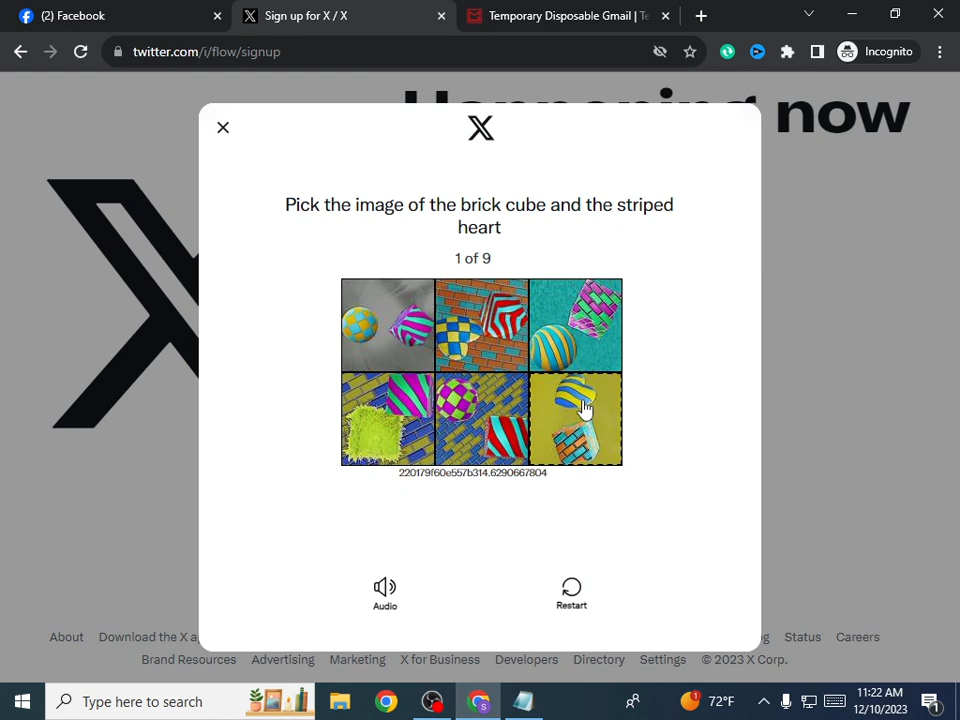 (2) Facebook
Sign up for X / X
Temporary Disposable Gmail | Te
twitter.com/i/flow/signup
Incognito
Happening now
X
Pick the image of the brick cube and the striped
heart
1 of 9
220179f60e557b314.6290667804
Audio
Restart
About Download the X a
g Status Careers
Brand Resources Advertising Marketing X for Business Developers Directory Settings © 2023 X Corp.
Type here to search
1
72°F
11:22 AM
12/10/2023
1